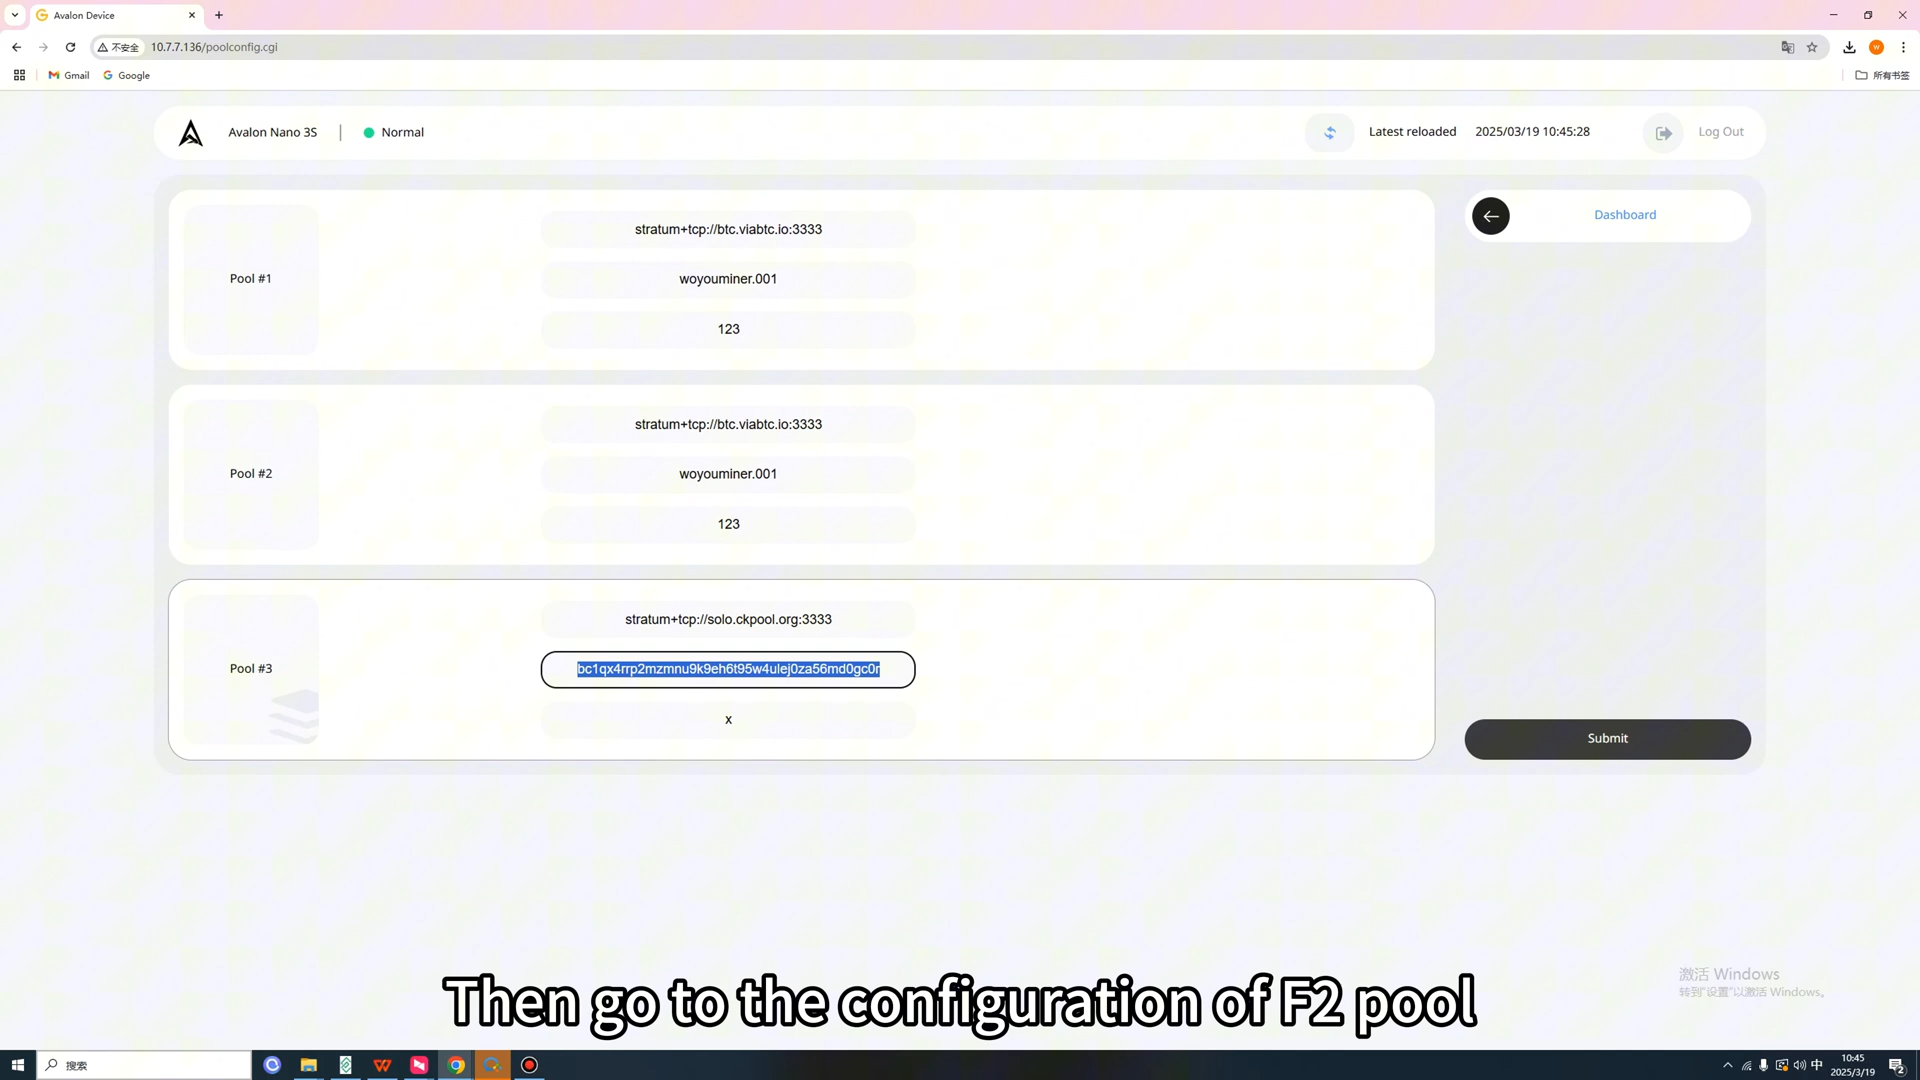 Avalon Device
不安全
10.7.7.136/poolconfig.cgi
Gmail
Google
所有书签
Avalon Nano 3S
Normal
Latest reloaded
2025/03/19 10:45:28
Log Out
Pool #1
stratum+tcp://btc.viabtc.io:3333
woyouminer.001
123
Dashboard
Pool #2
stratum+tcp://btc.viabtc.io:3333
woyouminer.001
123
Pool #3
stratum+tcp://solo.ckpool.org:3333
bc1qx4rrp2mzmnu9k9eh6t95w4ulej0za56md0gc0r
x
Submit
激活 Windows
转到"设置"以激活 Windows。
Then go to the configuration of F2 pool
搜索
中
10:45
2025/3/19
2